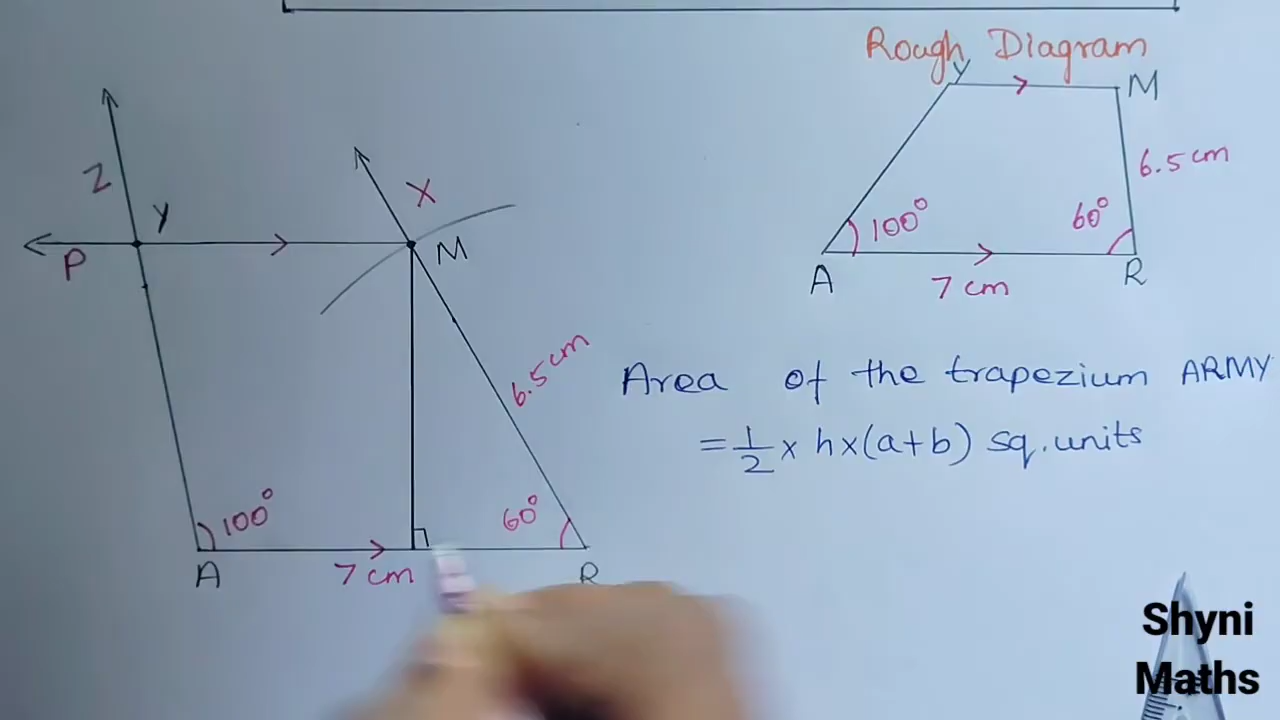 Rough Diagram
Y
M
6.5 cm
100°
60°
A
7 cm
R
Z
X
Y
P
M
6.5 cm
100°
60°
A
7 cm
R
Area of the trapezium ARMY
= 1/2 × h×(a+b) sq.units
Shyni
Maths